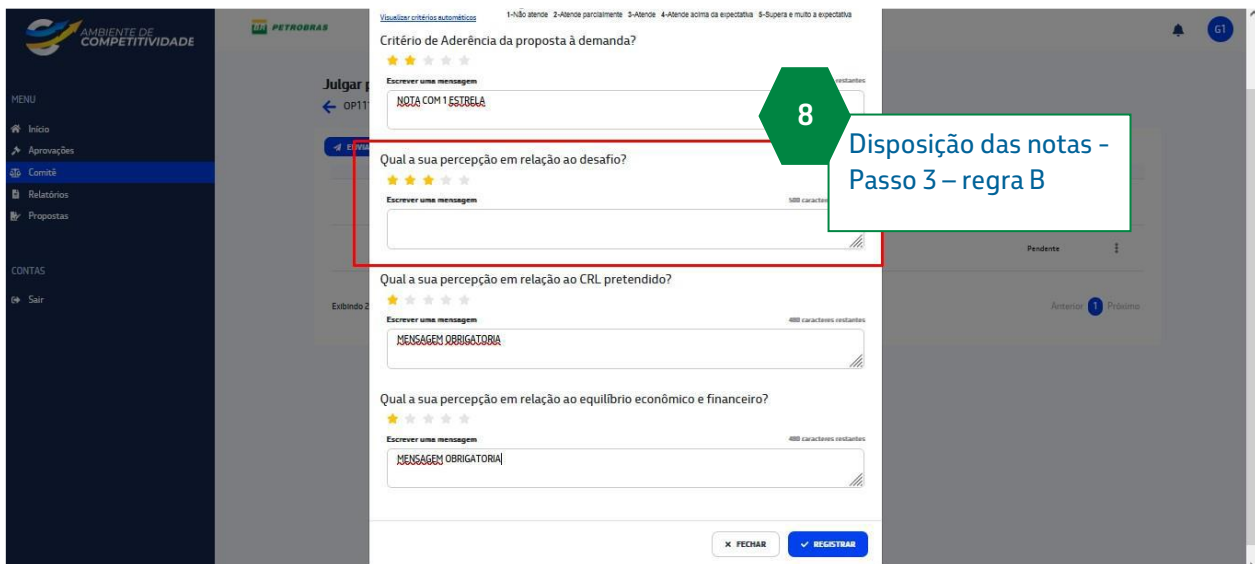 AMBIENTE DE
COMPETITIVIDADE
BR PETROBRAS
G1
MENU
Início
Aprovações
Comitê
Relatórios
Propostas
CONTAS
Sair
Julgar
OP111
Exibindo 2
Visualizar critérios automáticos
1-Não atende 2-Atende parcialmente 3-Atende 4-Atende acima da expectativa 5-Supera e muito a expectativa
Critério de Aderência da proposta à demanda?
Escrever uma mensagem
restantes
NOTA COM 1 ESTRELA
Qual a sua percepção em relação ao desafio?
Escrever uma mensagem
500
8
Disposição das notas -
Passo 3 – regra B
Pendente
Qual a sua percepção em relação ao CRL pretendido?
Escrever uma mensagem
480 caracteres restantes
MENSAGEM OBRIGATORIA
Anterior 1 Próximo
Qual a sua percepção em relação ao equilíbrio econômico e financeiro?
Escrever uma mensagem
480 caracteres restantes
MENSAGEM OBRIGATORIA
× FECHAR
REGISTRAR